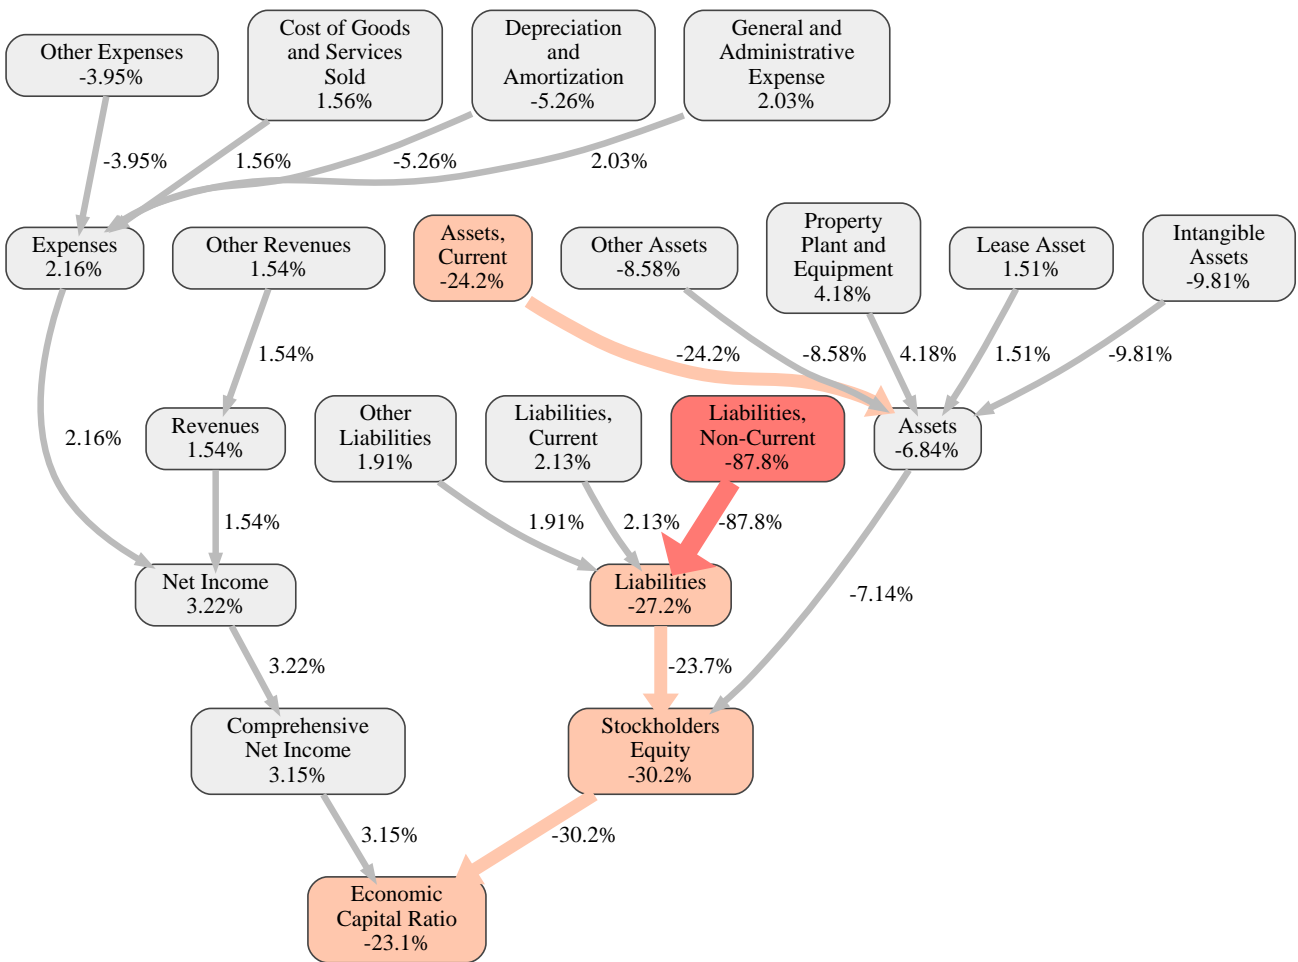 Other Expenses
-3.95%
Cost of Goods
and Services
Sold
1.56%
Depreciation
and
Amortization
-5.26%
General and
Administrative
Expense
2.03%
-3.95%
1.56%
-5.26%
2.03%
Expenses
2.16%
Other Revenues
1.54%
Assets,
Current
-24.2%
Other Assets
-8.58%
Property
Plant and
Equipment
4.18%
Lease Asset
1.51%
Intangible
Assets
-9.81%
1.54%
-24.2%
-8.58%
4.18%
1.51%
-9.81%
2.16%
Revenues
1.54%
Other
Liabilities
1.91%
Liabilities,
Current
2.13%
Liabilities,
Non-Current
-87.8%
Assets
-6.84%
1.54%
1.91%
2.13%
-87.8%
Net Income
3.22%
Liabilities
-27.2%
-7.14%
3.22%
-23.7%
Comprehensive
Net Income
3.15%
Stockholders
Equity
-30.2%
3.15%
-30.2%
Economic
Capital Ratio
-23.1%